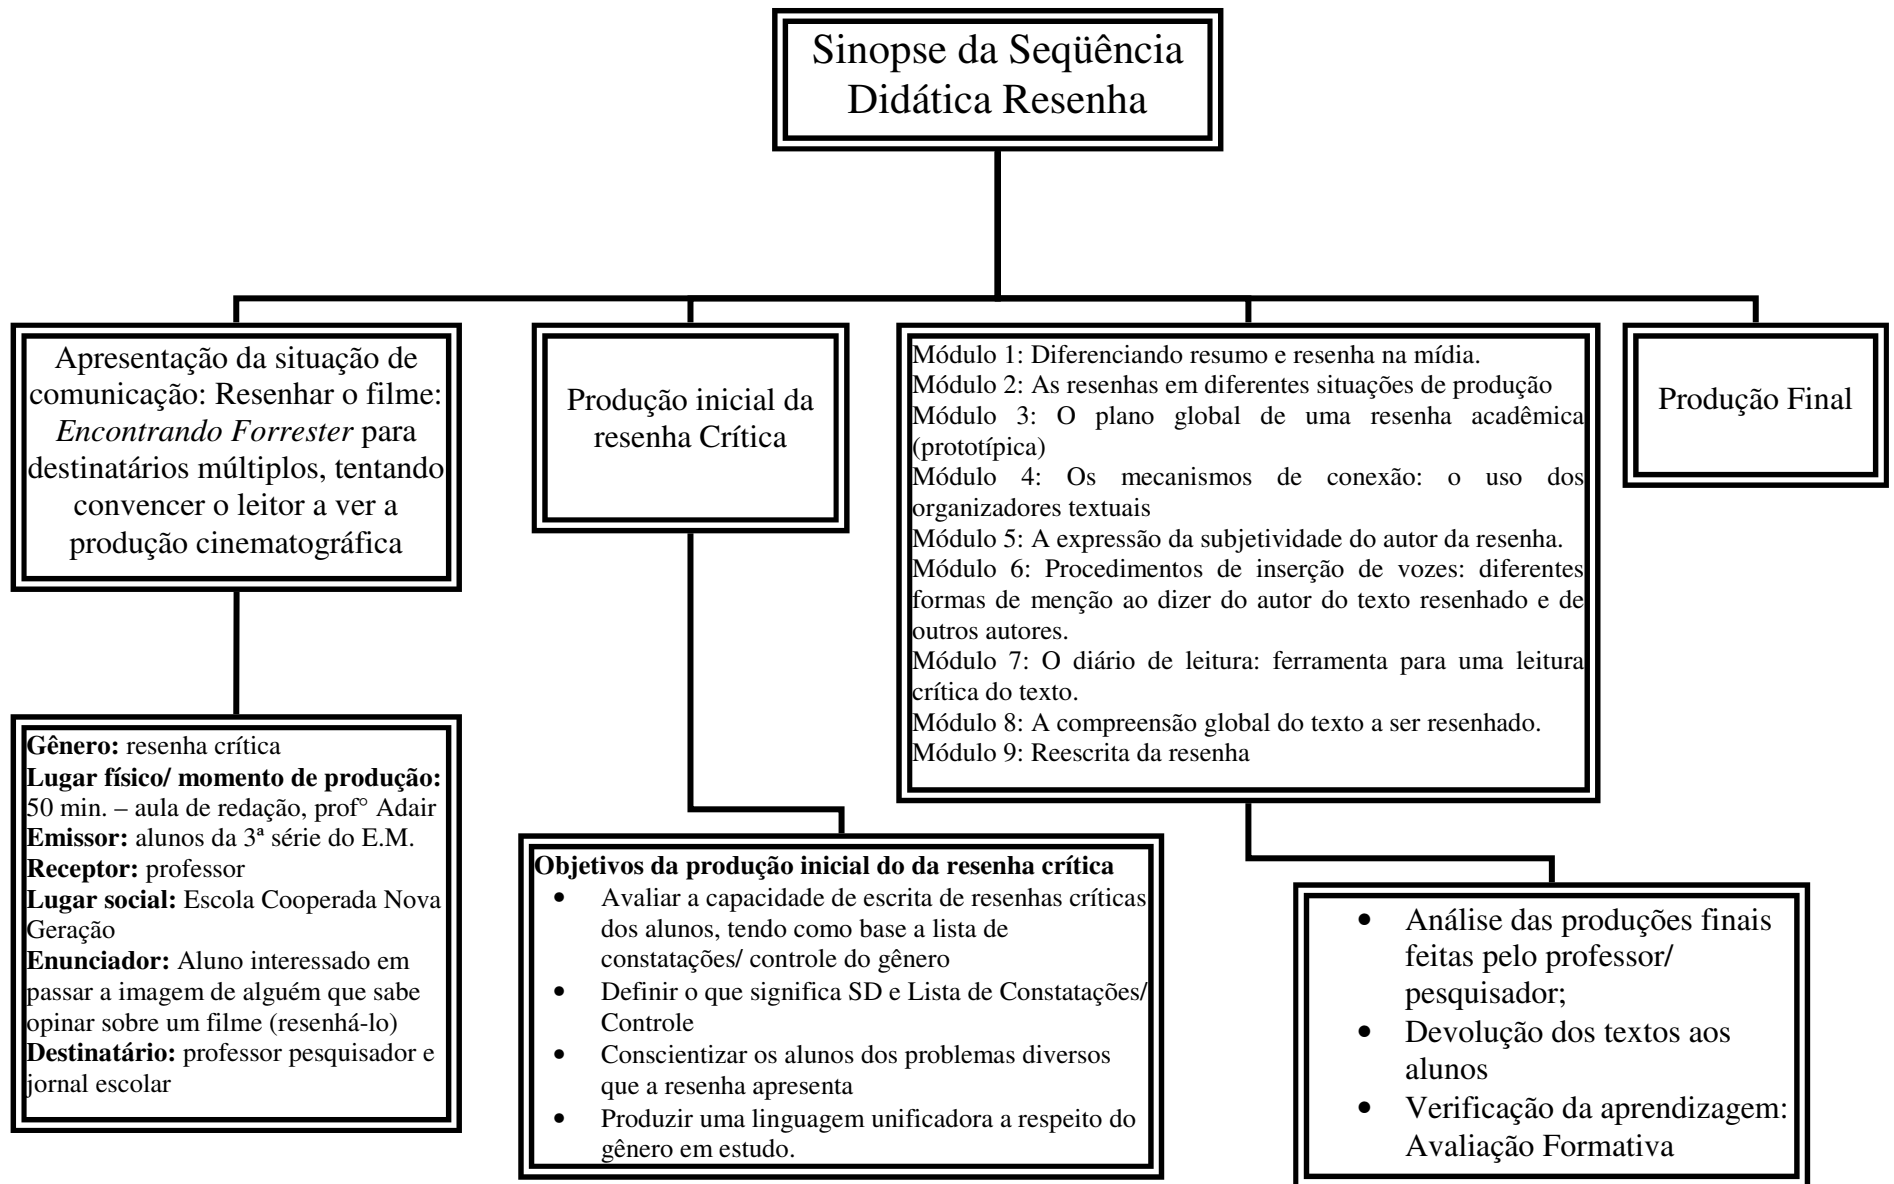 Sinopse da Seqüência
Didática Resenha
Apresentação da situação de
comunicação: Resenhar o filme:
Encontrando Forrester para
destinatários múltiplos, tentando
convencer o leitor a ver a
produção cinematográfica
Produção inicial da
resenha Crítica
Módulo 1: Diferenciando resumo e resenha na mídia.
Módulo 2: As resenhas em diferentes situações de produção
Módulo 3: O plano global de uma resenha acadêmica
(prototípica)
Módulo 4: Os mecanismos de conexão: o uso dos
organizadores textuais
Módulo 5: A expressão da subjetividade do autor da resenha.
Módulo 6: Procedimentos de inserção de vozes: diferentes
formas de menção ao dizer do autor do texto resenhado e de
outros autores.
Módulo 7: O diário de leitura: ferramenta para uma leitura
crítica do texto.
Módulo 8: A compreensão global do texto a ser resenhado.
Módulo 9: Reescrita da resenha
Produção Final
Gênero: resenha crítica
Lugar físico/ momento de produção:
50 min. – aula de redação, prof° Adair
Emissor: alunos da 3ª série do E.M.
Receptor: professor
Lugar social: Escola Cooperada Nova
Geração
Enunciador: Aluno interessado em
passar a imagem de alguém que sabe
opinar sobre um filme (resenhá-lo)
Destinatário: professor pesquisador e
jornal escolar
Objetivos da produção inicial do da resenha crítica
• Avaliar a capacidade de escrita de resenhas críticas
dos alunos, tendo como base a lista de
constatações/ controle do gênero
• Definir o que significa SD e Lista de Constatações/
Controle
• Conscientizar os alunos dos problemas diversos
que a resenha apresenta
• Produzir uma linguagem unificadora a respeito do
gênero em estudo.
• Análise das produções finais
feitas pelo professor/
pesquisador;
• Devolução dos textos aos
alunos
• Verificação da aprendizagem:
Avaliação Formativa